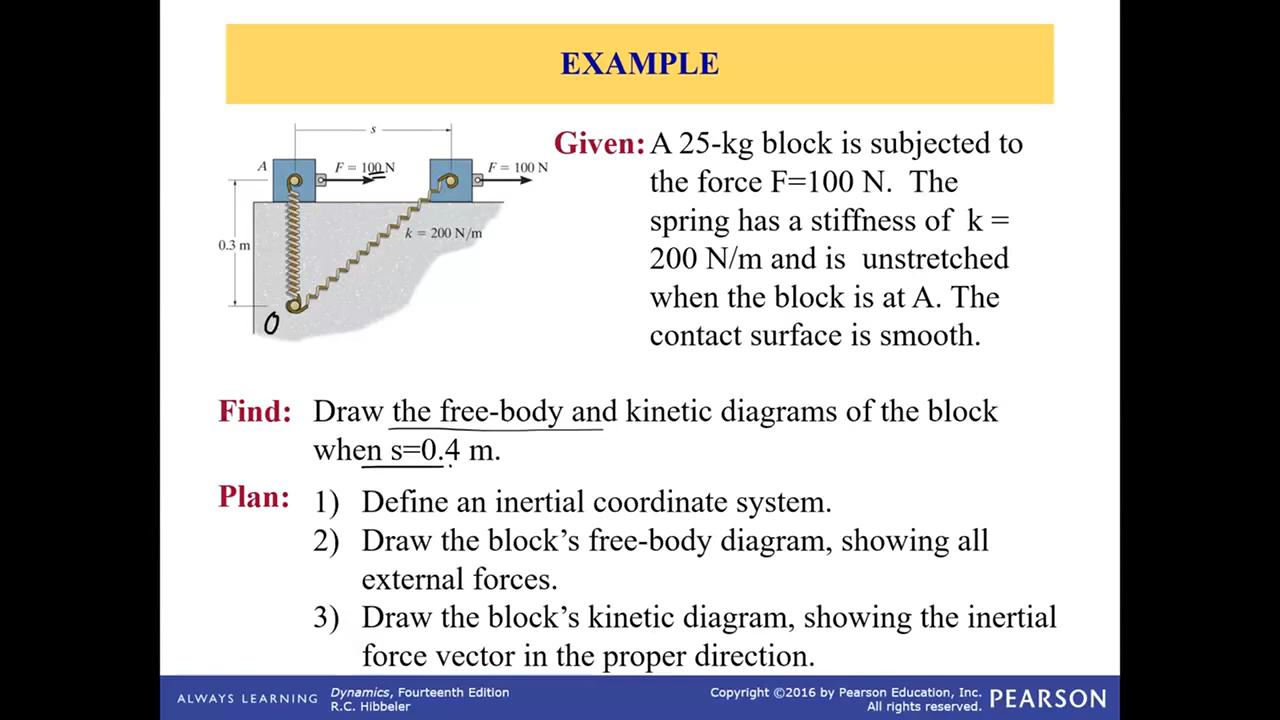 EXAMPLE
s
A
F = 100 N
F = 100 N
0.3 m
k = 200 N/m
O
Given: A 25-kg block is subjected to
the force F=100 N. The
spring has a stiffness of k =
200 N/m and is unstretched
when the block is at A. The
contact surface is smooth.
Find: Draw the free-body and kinetic diagrams of the block
when s=0.4 m.
Plan: 1) Define an inertial coordinate system.
2) Draw the block’s free-body diagram, showing all
external forces.
3) Draw the block’s kinetic diagram, showing the inertial
force vector in the proper direction.
ALWAYS LEARNING
Dynamics, Fourteenth Edition
R.C. Hibbeler
Copyright ©2016 by Pearson Education, Inc.
All rights reserved.
PEARSON